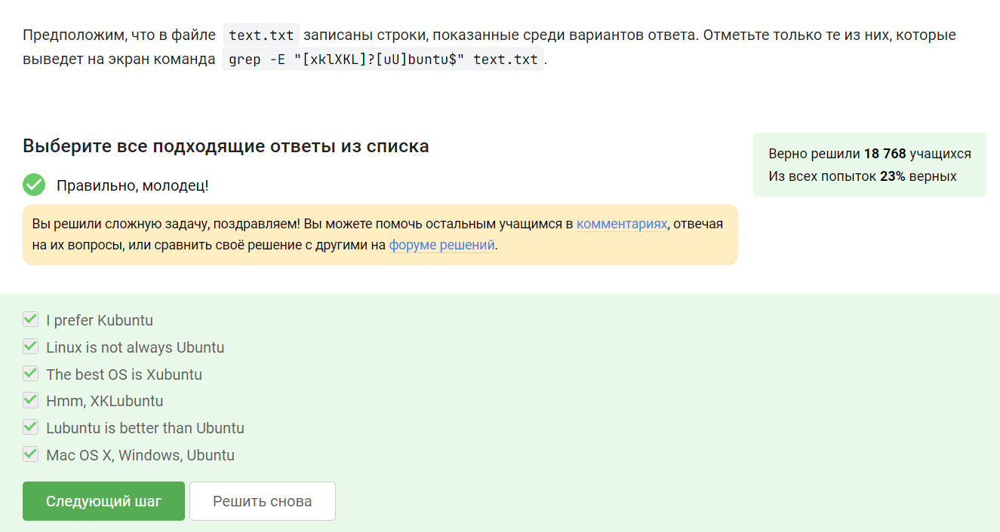 Предположим, что в файле text.txt записаны строки, показанные среди вариантов ответа. Отметьте только те из них, которые
выведет на экран команда grep -E "[xklXKL]?[uU]buntu$" text.txt.
Выберите все подходящие ответы из списка
Верно решили 18 768 учащихся
Из всех попыток 23% верных
Правильно, молодец!
Вы решили сложную задачу, поздравляем! Вы можете помочь остальным учащимся в комментариях, отвечая
на их вопросы, или сравнить своё решение с другими на форуме решений.
I prefer Kubuntu
Linux is not always Ubuntu
The best OS is Xubuntu
Hmm, XKLubuntu
Lubuntu is better than Ubuntu
Mac OS X, Windows, Ubuntu
Следующий шаг
Решить снова